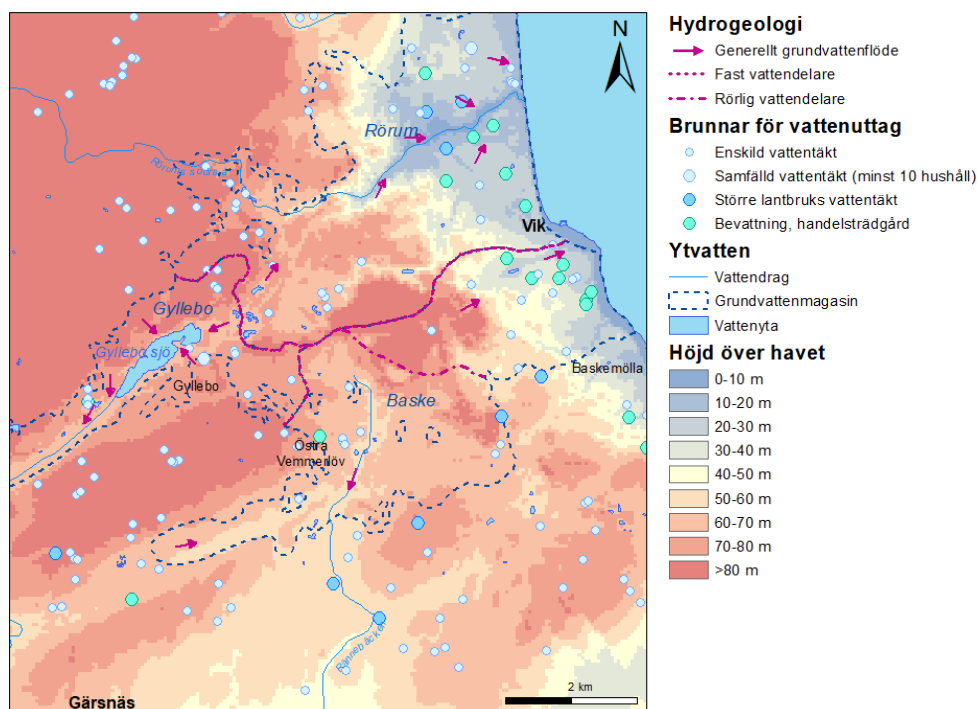 N
Rörum
Rörums södra å
Vik
Gyllebo
Gyllebo sjö
Gyllebo
Baskemölla
Baske
Östra
Vemmerlöv
Rännebäcken
Gärsnäs
2 km
Hydrogeologi
Generellt grundvattenflöde
Fast vattendelare
Rörlig vattendelare
Brunnar för vattenuttag
Enskild vattentäkt
Samfälld vattentäkt (minst 10 hushåll)
Större lantbruks vattentäkt
Bevattning, handelsträdgård
Ytvatten
Vattendrag
Grundvattenmagasin
Vattenyta
Höjd över havet
0-10 m
10-20 m
20-30 m
30-40 m
40-50 m
50-60 m
60-70 m
70-80 m
>80 m